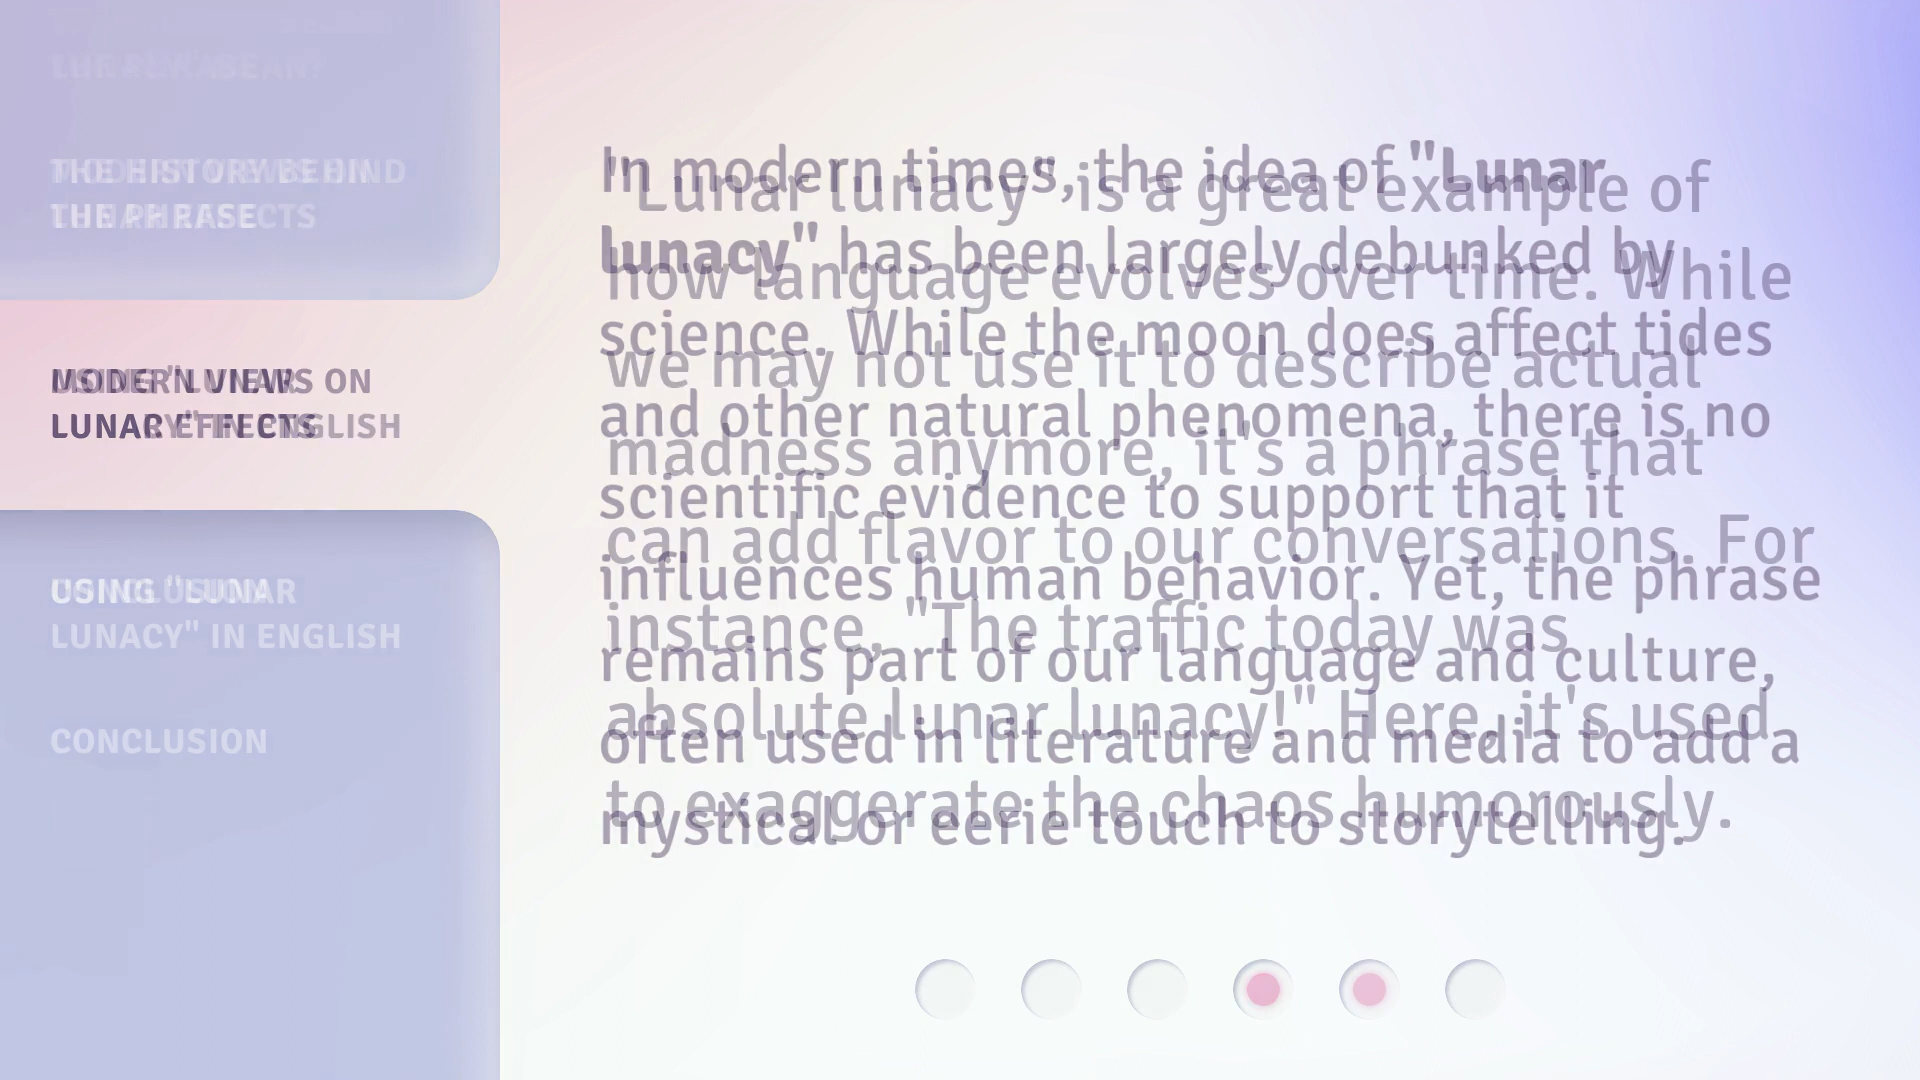 THE HISTORY BEHIND
THE PHRASE
MODERN VIEWS ON
LUNAR EFFECTS
USING "LUNAR
LUNACY" IN ENGLISH
USING "LUNAR
LUNACY" IN ENGLISH
CONCLUSION
In modern times, the idea of "Lunar
lunacy" has been largely debunked by
science. While the moon does affect tides
and other natural phenomena, there is no
scientific evidence to support that it
influences human behavior. Yet, the phrase
remains part of our language and culture,
often used in literature and media to add a
mystical or eerie touch to storytelling.
"Lunar lunacy" is a great example of
how language evolves over time. While
we may not use it to describe actual
madness anymore, it's a phrase that
can add flavor to our conversations. For
instance, "The traffic today was
absolute lunar lunacy!" Here, it's used
to exaggerate the chaos humorously.